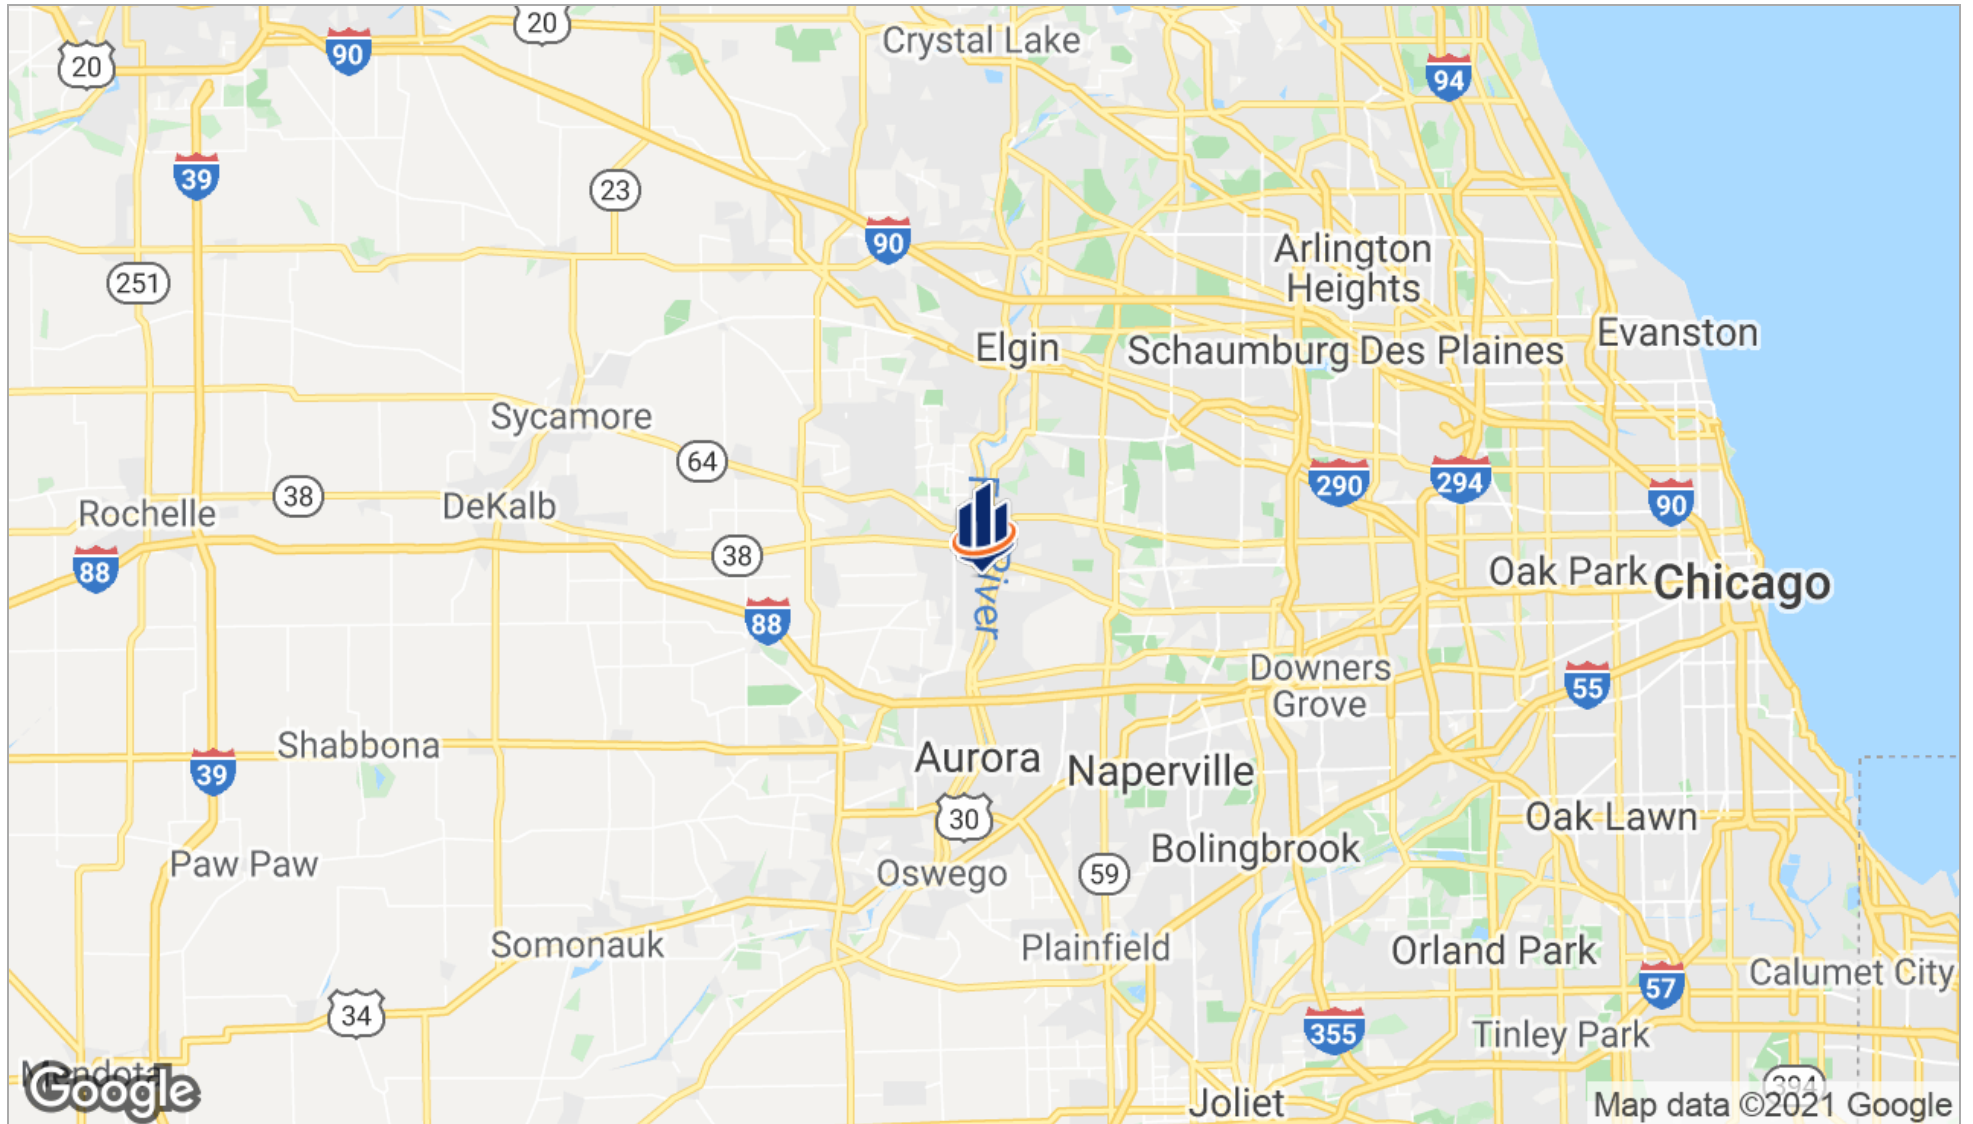 20
Crystal Lake
20
90
94
39
23
90
Arlington
Heights
251
Evanston
Elgin
Schaumburg
Des Plaines
Sycamore
64
290
294
90
38
Rochelle
DeKalb
38
88
Oak Park
Chicago
River
88
Downers
Grove
55
Shabbona
Aurora
Naperville
39
30
Oak Lawn
Bolingbrook
Paw Paw
Oswego
59
Somonauk
Plainfield
Orland Park
Calumet City
57
34
355
Tinley Park
Mendota
394
Google
Joliet
Map data ©2021 Google